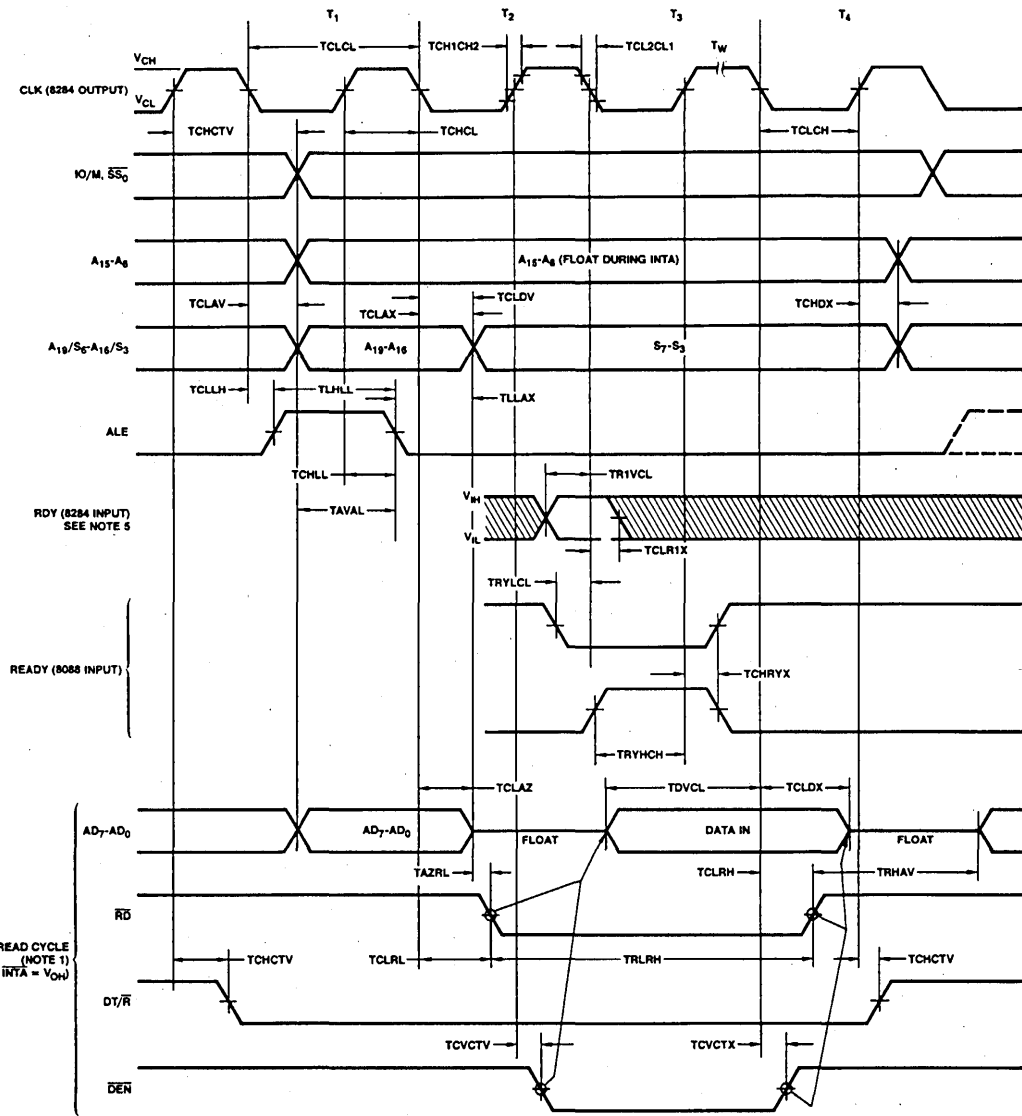 T1 T2 T3 T4
TCLCL TCH1CH2 TCL2CL1 TW
VCH
CLK (8284 OUTPUT)
VCL
TCHCTV TCHCL TCLCH
IO/M, S̅S̅0̅
A15-A8 A15-A8 (FLOAT DURING INTA)
TCLAV TCLDV TCHDX
TCLAX
A19/S6-A16/S3 A19-A16 S7-S3
TCLLH TLHLL TLLAX
ALE
TCHLL TR1VCL
VIH
RDY (8284 INPUT)
SEE NOTE 5
TAVAL
VIL
TCLR1X
TRYLCL
READY (8088 INPUT)
TCHRYX
TRYHCH
TCLAZ TDVCL TCLDX
AD7-AD0 AD7-AD0 FLOAT DATA IN FLOAT
TAZRL TCLRH TRHAV
R̅D̅
READ CYCLE
(NOTE 1)
I̅N̅T̅A̅ = VOH)
TCHCTV TCLRL TRLRH TCHCTV
DT/R̅
TCVCTV TCVCTX
D̅E̅N̅